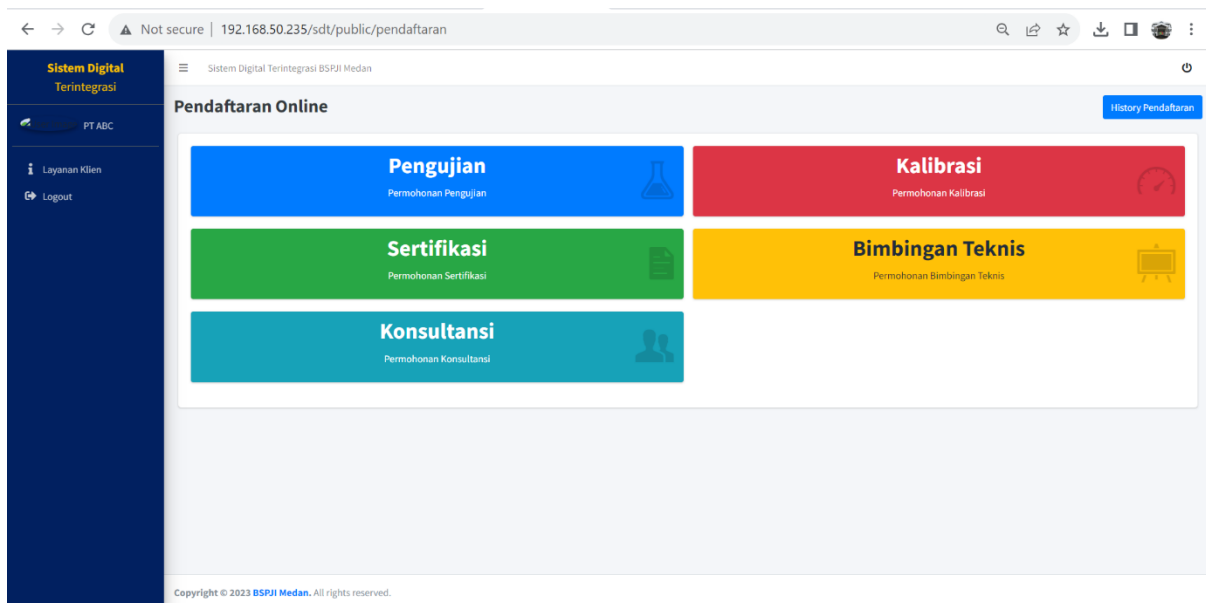 Not secure | 192.168.50.235/sdt/public/pendaftaran
Sistem Digital
Terintegrasi
Sistem Digital Terintegrasi BSPJI Medan
PT ABC
Layanan Klien
Logout
Pendaftaran Online
History Pendaftaran
Pengujian
Permohonan Pengujian
Kalibrasi
Permohonan Kalibrasi
Sertifikasi
Permohonan Sertifikasi
Bimbingan Teknis
Permohonan Bimbingan Teknis
Konsultansi
Permohonan Konsultansi
Copyright © 2023 BSPJI Medan. All rights reserved.